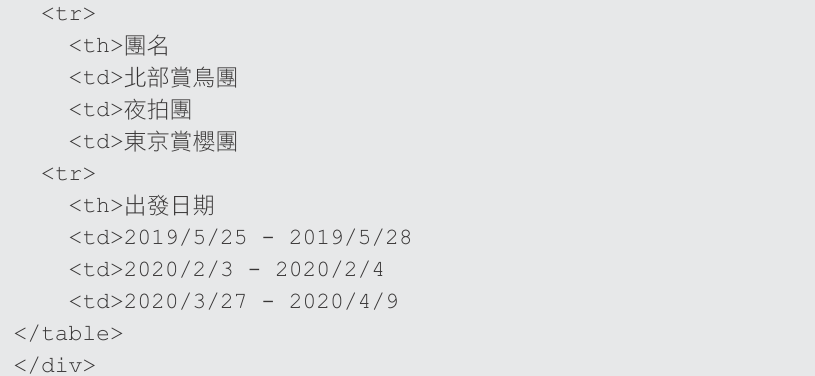 <tr>
<th>團名
<td>北部賞鳥團
<td>夜拍團
<td>東京賞櫻團
<tr>
<th>出發日期
<td>2019/5/25 - 2019/5/28
<td>2020/2/3 - 2020/2/4
<td>2020/3/27 - 2020/4/9
</table>
</div>